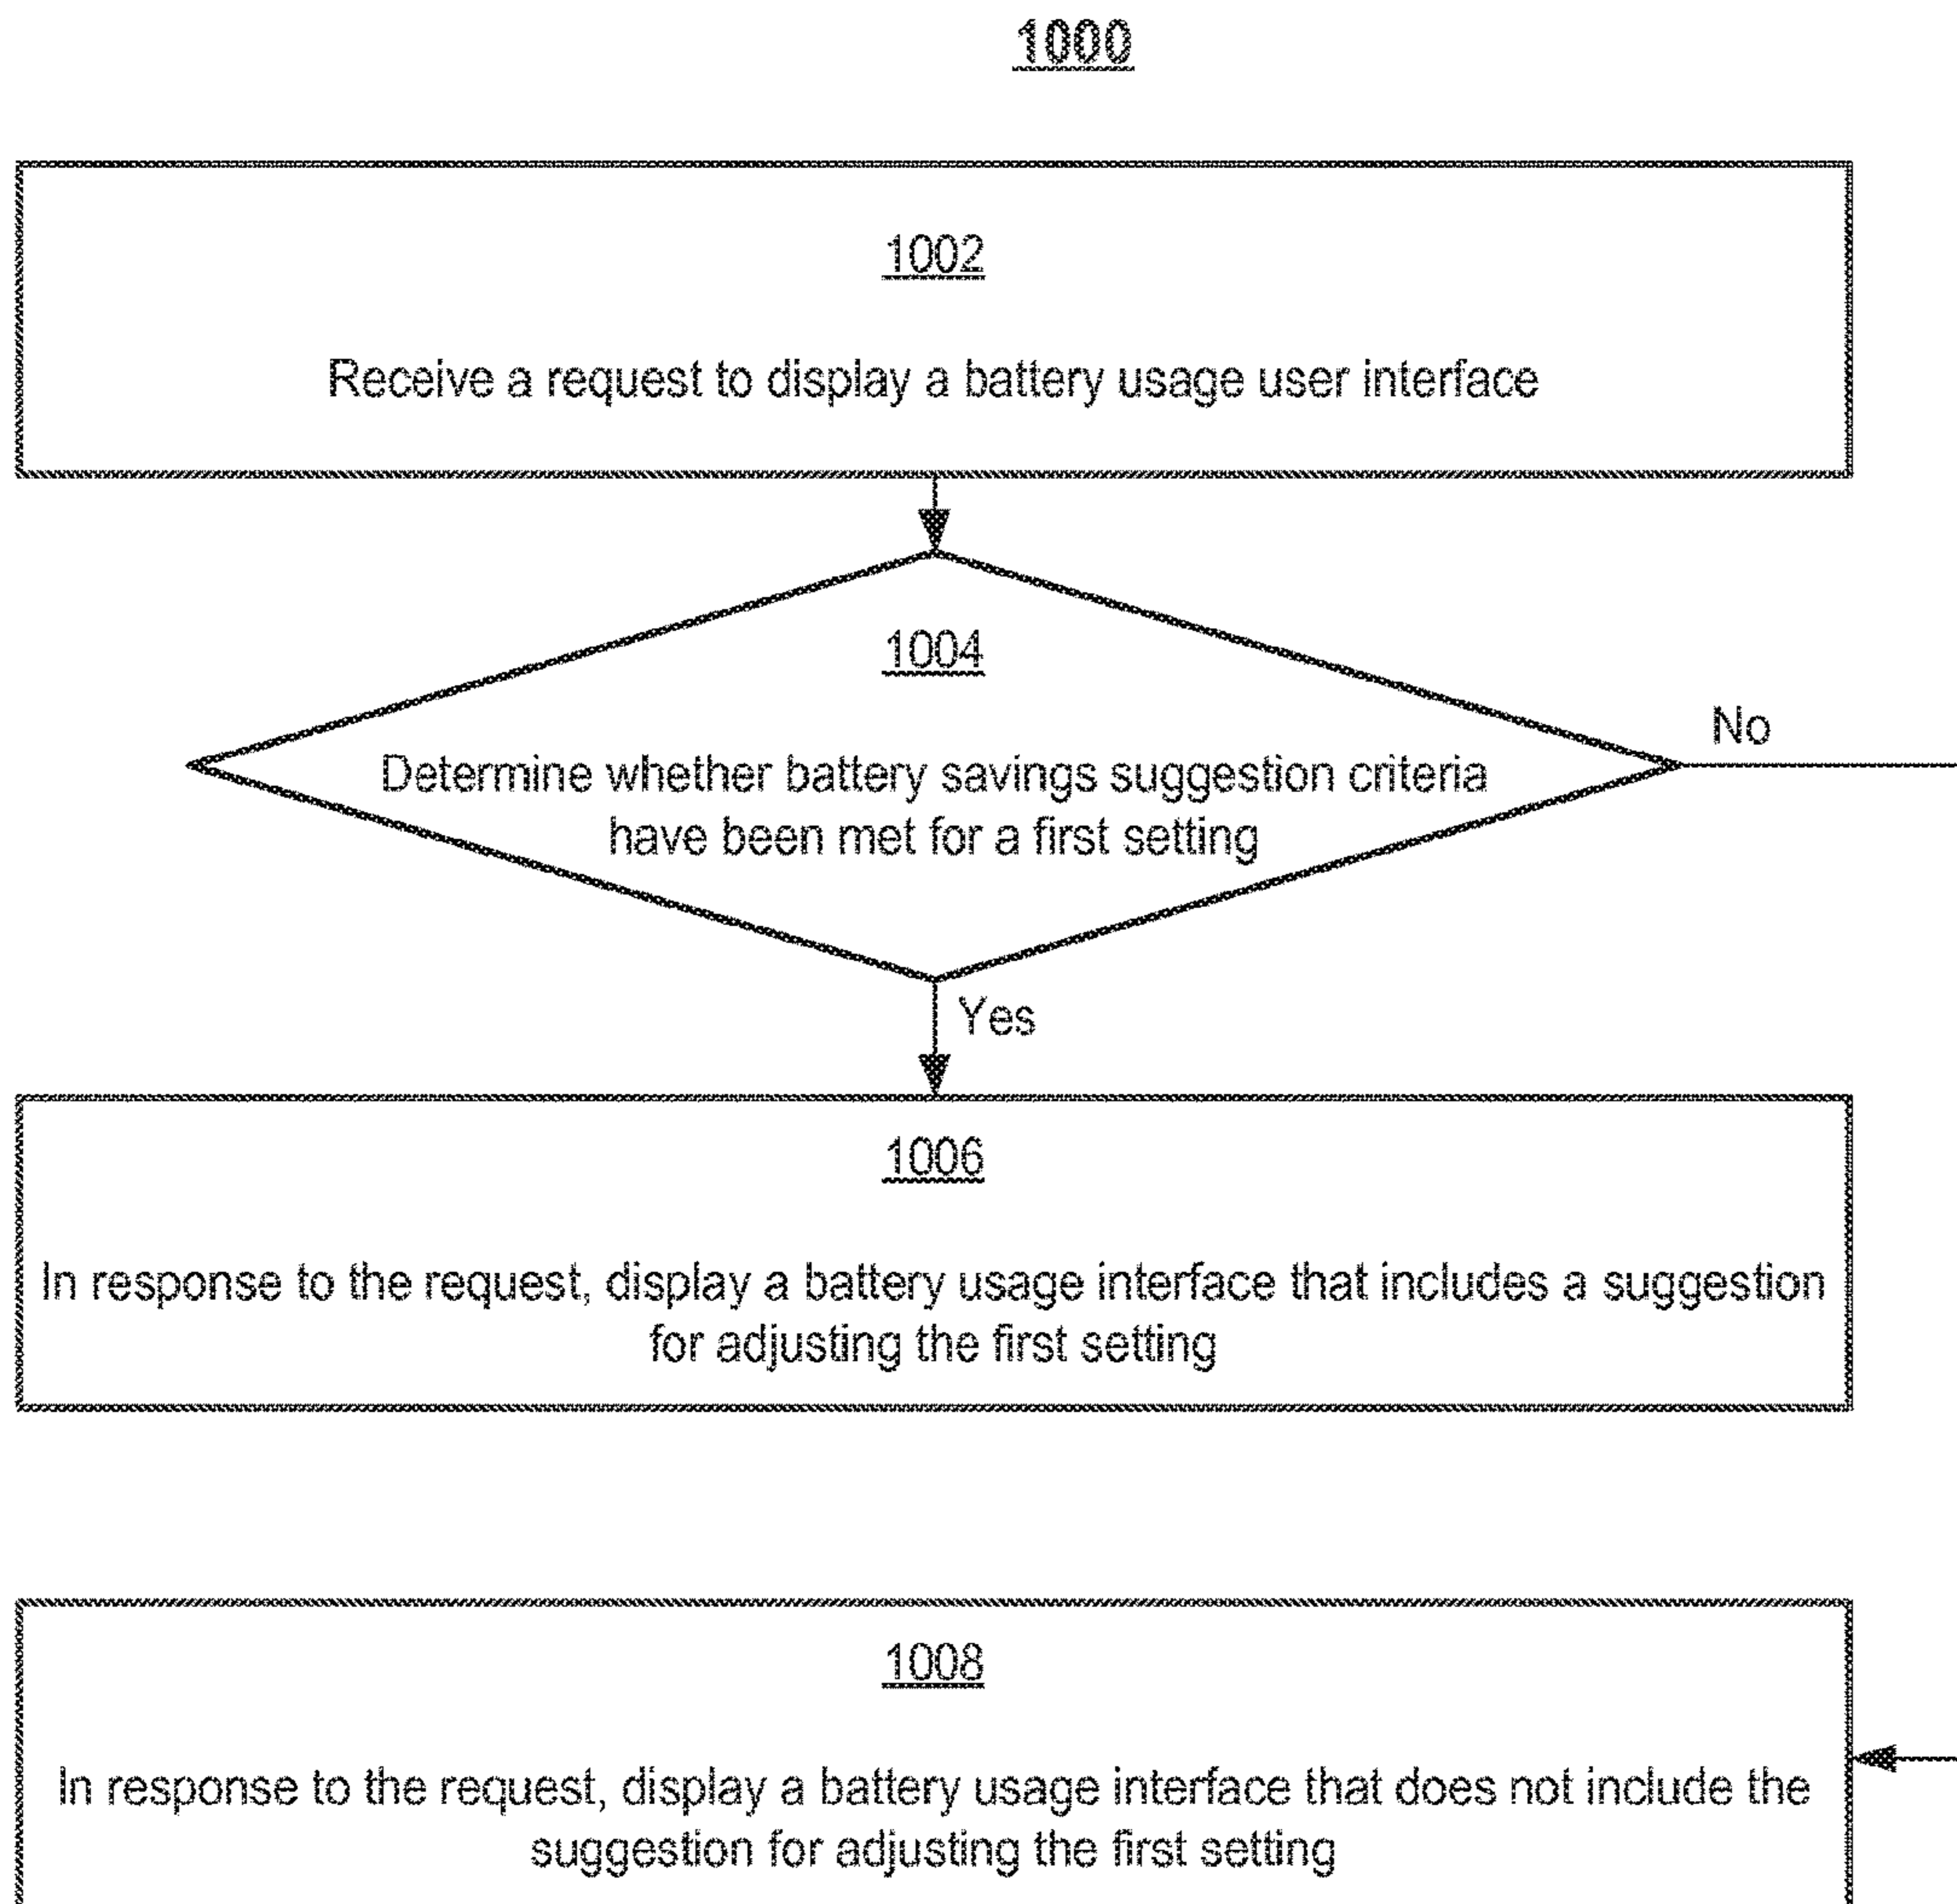 1000
1002
Receive a request to display a battery usage user interface
1004
Determine whether battery savings suggestion criteria
have been met for a first setting
No
Yes
1006
In response to the request, display a battery usage interface that includes a suggestion
for adjusting the first setting
1008
In response to the request, display a battery usage interface that does not include the
suggestion for adjusting the first setting